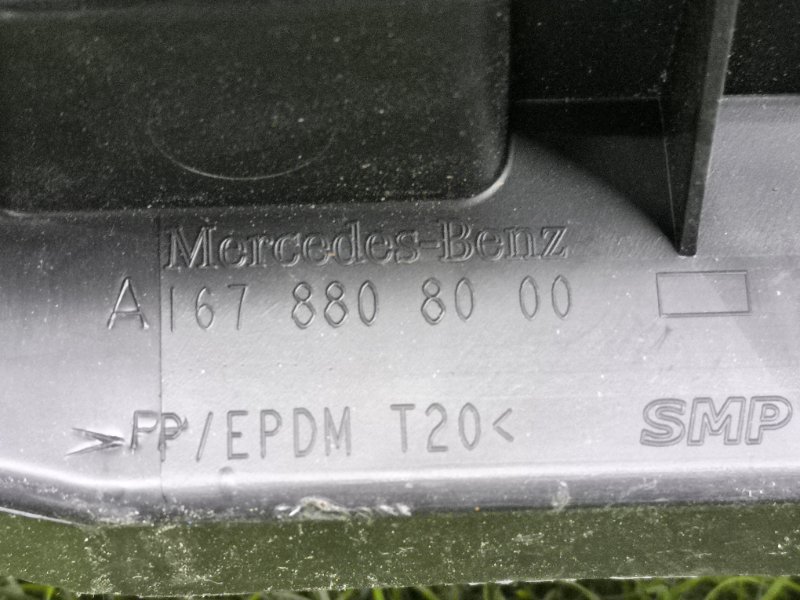 Mercedes-Benz
A 167 880 80 00
>PP/EPDM T20<
SMP